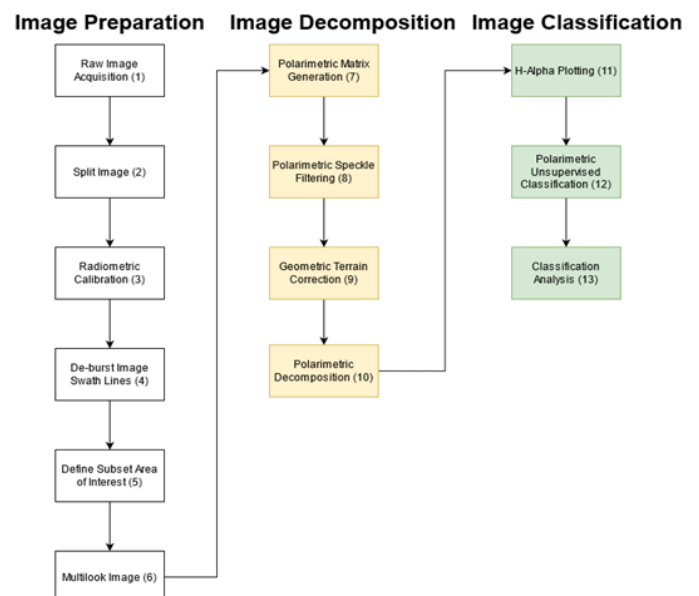 Image Preparation
Raw Image
Acquisition (1)
Split Image (2)
Radiometric
Calibration (3)
De-burst Image
Swath Lines (4)
Define Subset Area
of Interest (5)
Multilook Image (6)
Image Decomposition
Polarimetric Matrix
Generation (7)
Polarimetric Speckle
Filtering (8)
Geometric Terrain
Correction (9)
Polarimetric
Decomposition (10)
Image Classification
H-Alpha Plotting (11)
Polarimetric
Unsupervised
Classification (12)
Classification
Analysis (13)